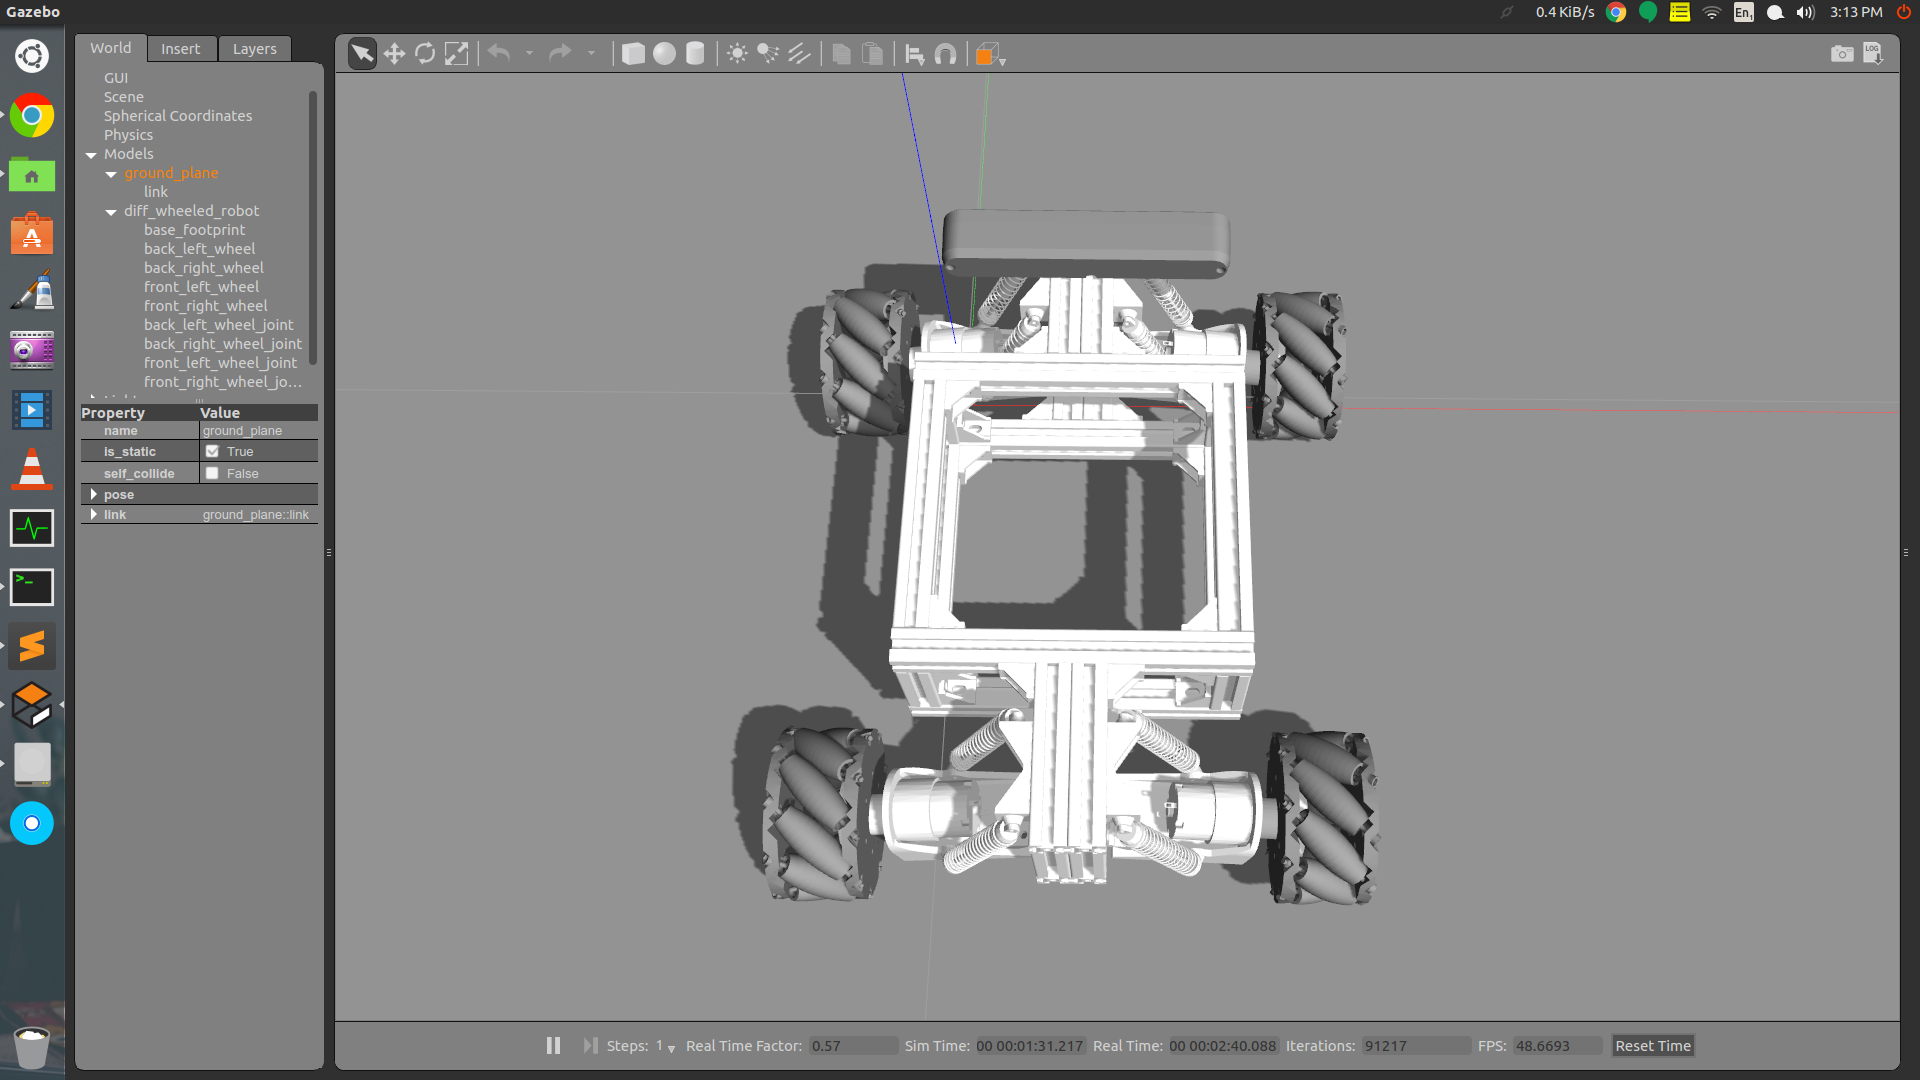 Gazebo
0.4 KiB/s
En1
3:13 PM
World Insert Layers
LOG
GUI
Scene
Spherical Coordinates
Physics
Models
ground_plane
link
diff_wheeled_robot
base_footprint
back_left_wheel
back_right_wheel
front_left_wheel
front_right_wheel
back_left_wheel_joint
back_right_wheel_joint
front_left_wheel_joint
front_right_wheel_jo...
Property Value
name ground_plane
is_static True
self_collide False
pose
link ground_plane::link
Steps: 1 Real Time Factor: 0.57 Sim Time: 00 00:01:31.217 Real Time: 00 00:02:40.088 Iterations: 91217 FPS: 48.6693 Reset Time